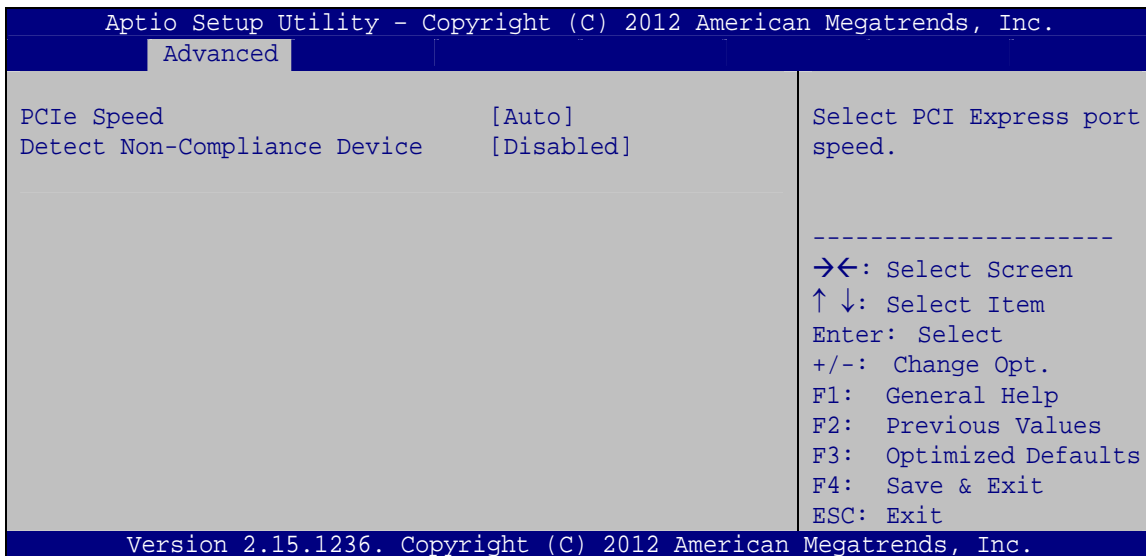 Aptio Setup Utility – Copyright (C) 2012 American Megatrends, Inc.
Advanced
PCIe Speed [Auto]
Detect Non-Compliance Device [Disabled]
Select PCI Express port
speed.
---------------------
→←: Select Screen
↑ ↓: Select Item
Enter: Select
+/-: Change Opt.
F1: General Help
F2: Previous Values
F3: Optimized Defaults
F4: Save & Exit
ESC: Exit
Version 2.15.1236. Copyright (C) 2012 American Megatrends, Inc.